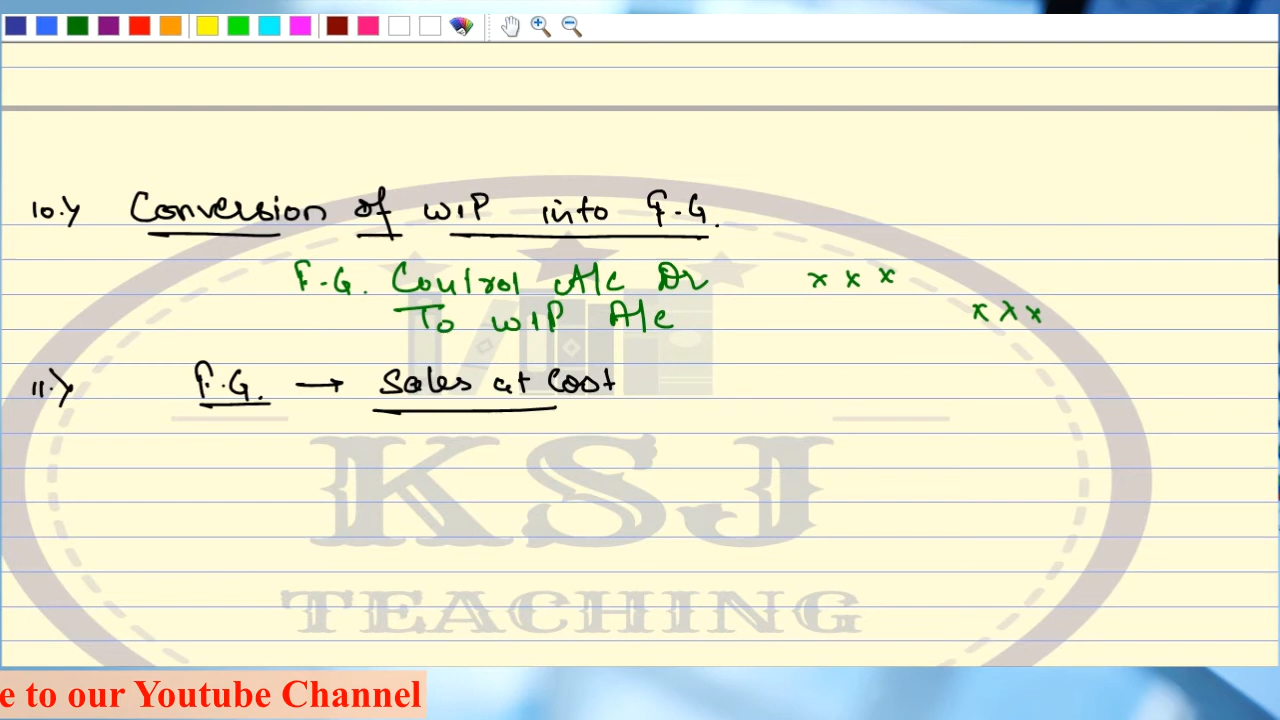 10.) Conversion of WIP into F.G.
F.G. Control A/c Dr x x x
To WIP A/c x x x
11.) F.G. → Sales at Cost
KSJ
TEACHING
e to our Youtube Channel